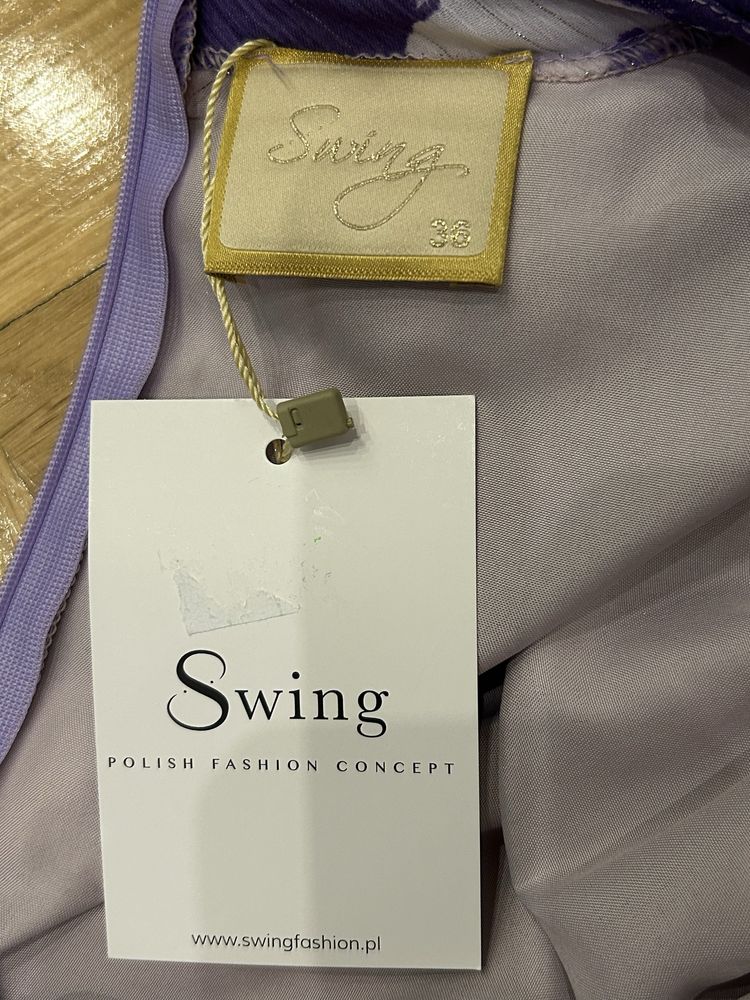 Swing
36
Swing
POLISH FASHION CONCEPT
www.swingfashion.pl